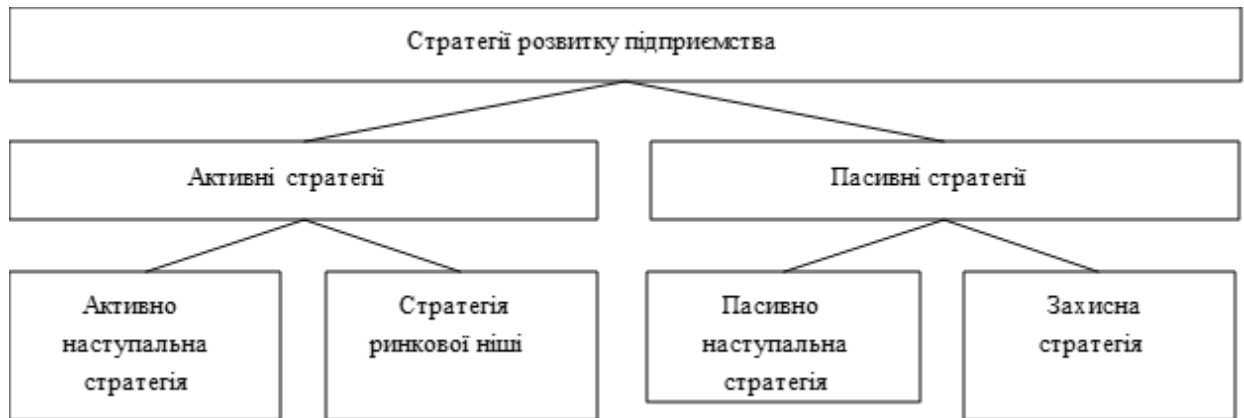 Стратегії розвитку підприємства
Активні стратегії
Пасивні стратегії
Активно
наступальна
стратегія
Стратегія
ринкової ніші
Пасивно
наступальна
стратегія
Захисна
стратегія